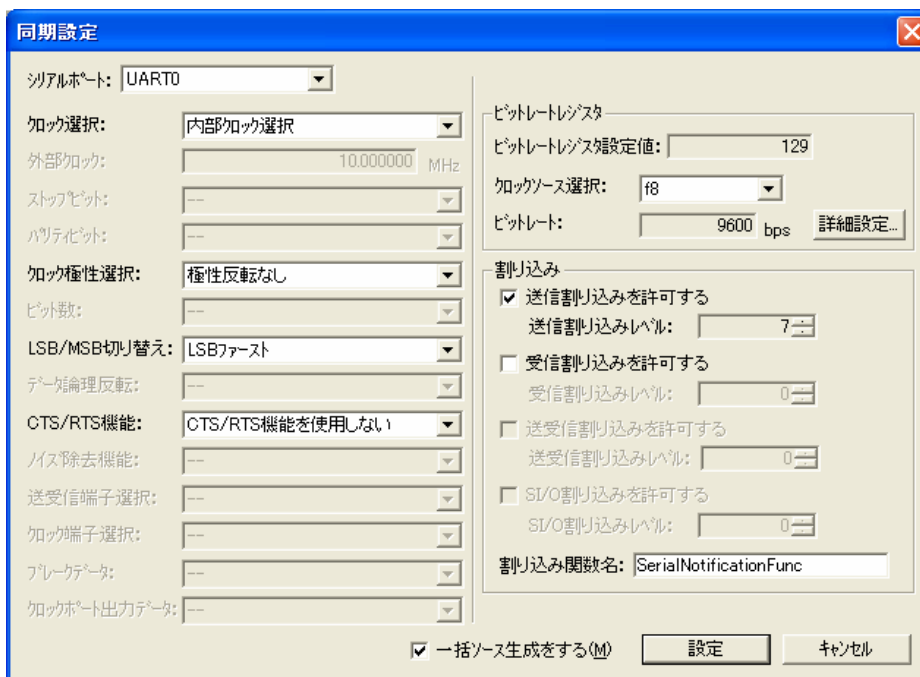 同期設定
シリアルポート: UART0
クロック選択: 内部クロック選択
外部クロック: 10.000000 MHz
ストップビット: --
パリティビット: --
クロック極性選択: 極性反転なし
ビット数: --
LSB/MSB切り替え: LSBファースト
データ論理反転: --
CTS/RTS機能: CTS/RTS機能を使用しない
ノイズ除去機能: --
送受信端子選択: --
クロック端子選択: --
ブレークデータ: --
クロックポート出力データ: --
ビットレートレジスタ
ビットレートレジスタ設定値: 129
クロックソース選択: f8
ビットレート: 9600 bps 詳細設定...
割り込み
送信割り込みを許可する
送信割り込みレベル: 7
受信割り込みを許可する
受信割り込みレベル: 0
送受信割り込みを許可する
送受信割り込みレベル: 0
SI/O割り込みを許可する
SI/O割り込みレベル: 0
割り込み関数名: SerialNotificationFunc
一括ソース生成をする(M) 設定 キャンセル